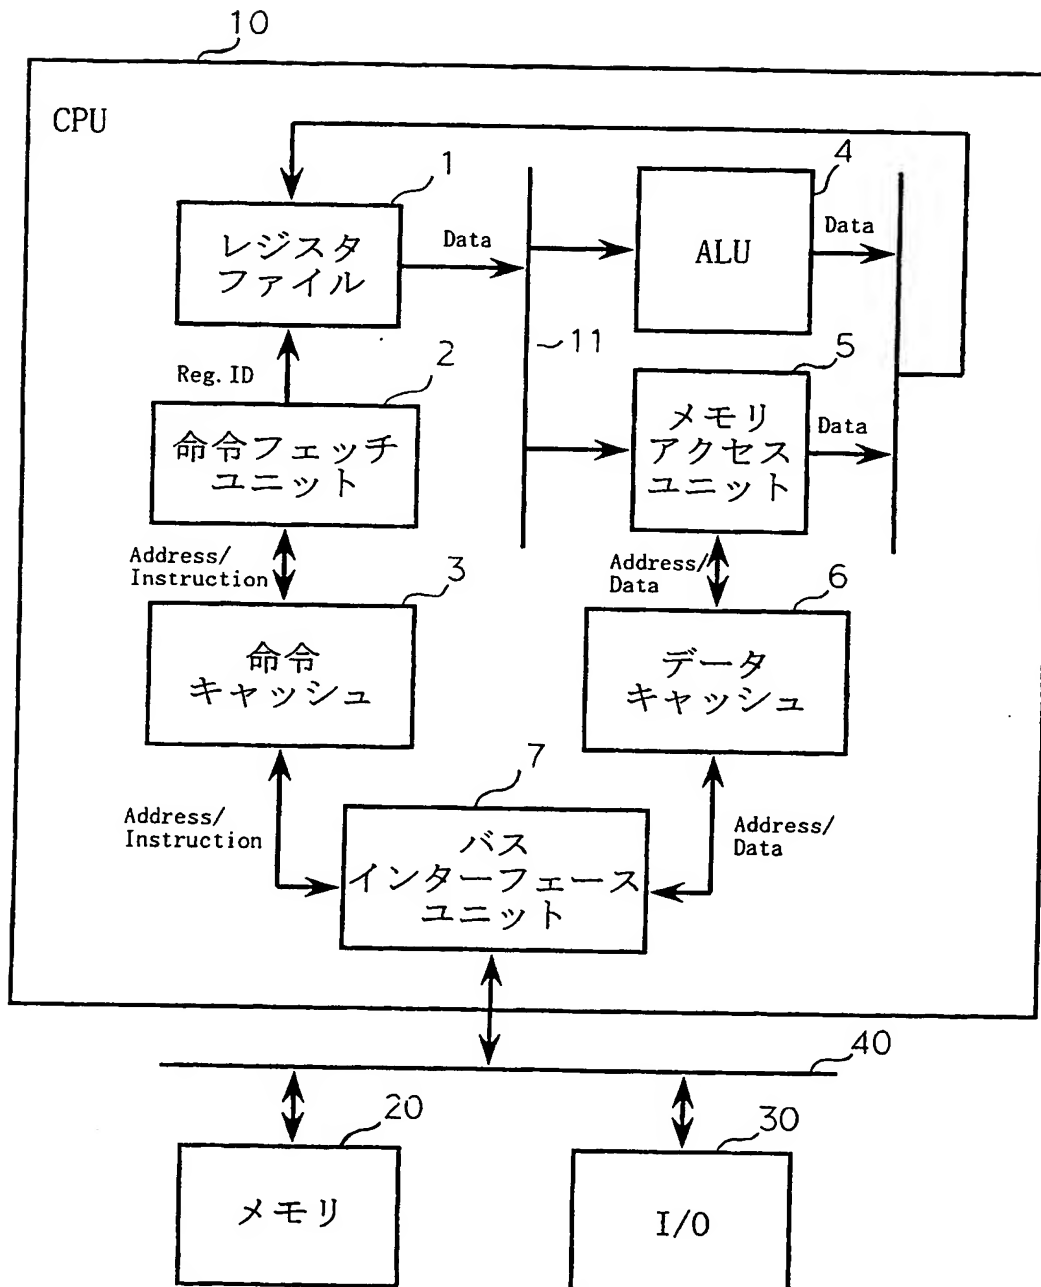 10
CPU
1
レジスタ
ファイル
Data
4
ALU
Data
11
Reg. ID
2
命令フェッチ
ユニット
5
メモリ
アクセス
ユニット
Data
Address/
Instruction
3
命令
キャッシュ
Address/
Data
6
データ
キャッシュ
7
Address/
Instruction
バス
インターフェース
ユニット
Address/
Data
40
20
メモリ
30
I/O